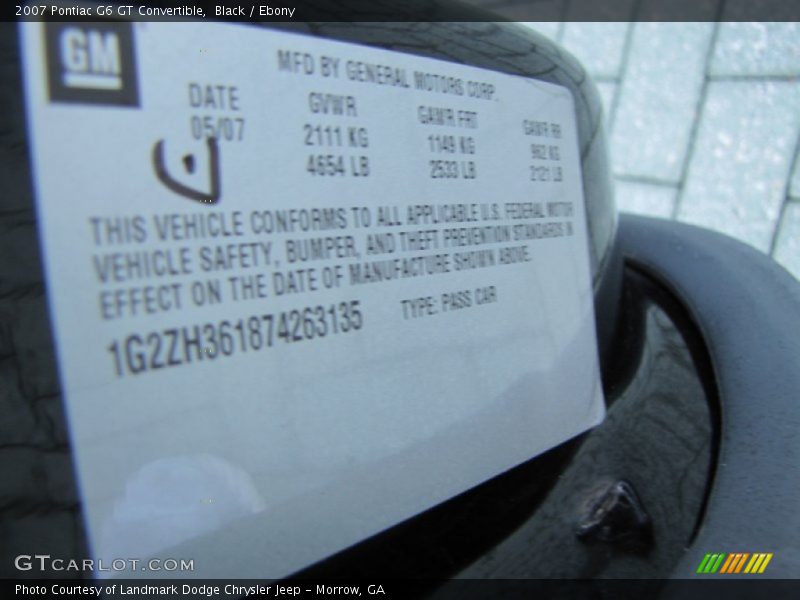 2007 Pontiac G6 GT Convertible, Black / Ebony
GM
MFD BY GENERAL MOTORS CORP.
DATE GVWR GAWR FRT GAWR RR
05/07 2111 KG 1149 KG 962 KG
4654 LB 2533 LB 2121 LB
THIS VEHICLE CONFORMS TO ALL APPLICABLE U.S. FEDERAL MOTOR
VEHICLE SAFETY, BUMPER, AND THEFT PREVENTION STANDARDS IN
EFFECT ON THE DATE OF MANUFACTURE SHOWN ABOVE.
1G2ZH361874263135 TYPE: PASS CAR
GTCARLOT.COM
Photo Courtesy of Landmark Dodge Chrysler Jeep - Morrow, GA